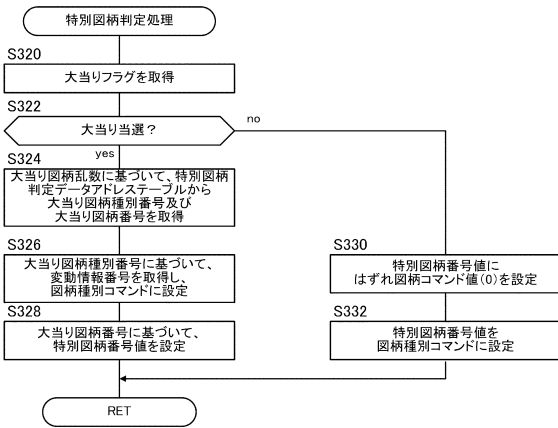 特別図柄判定処理
S320
大当りフラグを取得
S322
大当り当選？
no
yes
S324
大当り図柄乱数に基づいて、特別図柄
判定データアドレステーブルから
大当り図柄種別番号及び
大当り図柄番号を取得
S326
大当り図柄種別番号に基づいて、
変動情報番号を取得し、
図柄種別コマンドに設定
S328
大当り図柄番号に基づいて、
特別図柄番号値を設定
S330
特別図柄番号値に
はずれ図柄コマンド値(0)を設定
S332
特別図柄番号値を
図柄種別コマンドに設定
RET